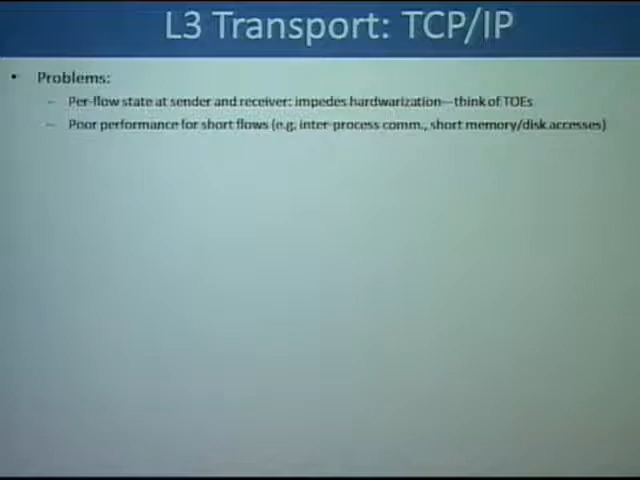 L3 Transport: TCP/IP
• Problems:
– Per-flow state at sender and receiver: impedes hardwarization—think of TOEs
– Poor performance for short flows (e.g. inter-process comm., short memory/disk accesses)